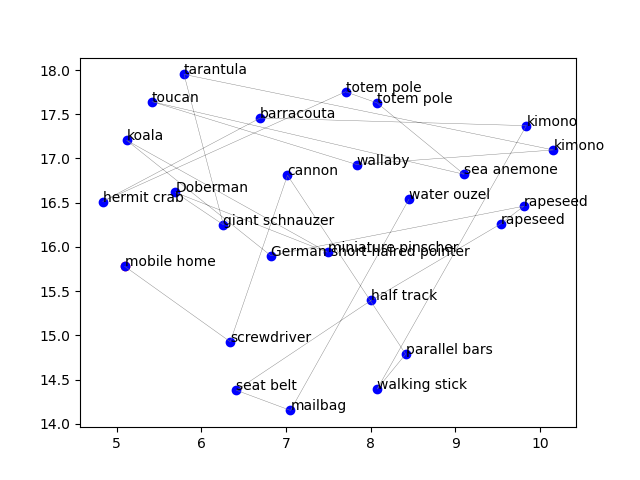 18.0
17.5
17.0
16.5
16.0
15.5
15.0
14.5
14.0
tarantula
toucan
totem pole
totem pole
barracouta
kimono
koala
kimono
wallaby
sea anemone
cannon
Doberman
hermit crab
water ouzel
rapeseed
giant schnauzer
rapeseed
German short-haired pointer
miniature pinscher
mobile home
half track
screwdriver
parallel bars
seat belt
walking stick
mailbag
5
6
7
8
9
10